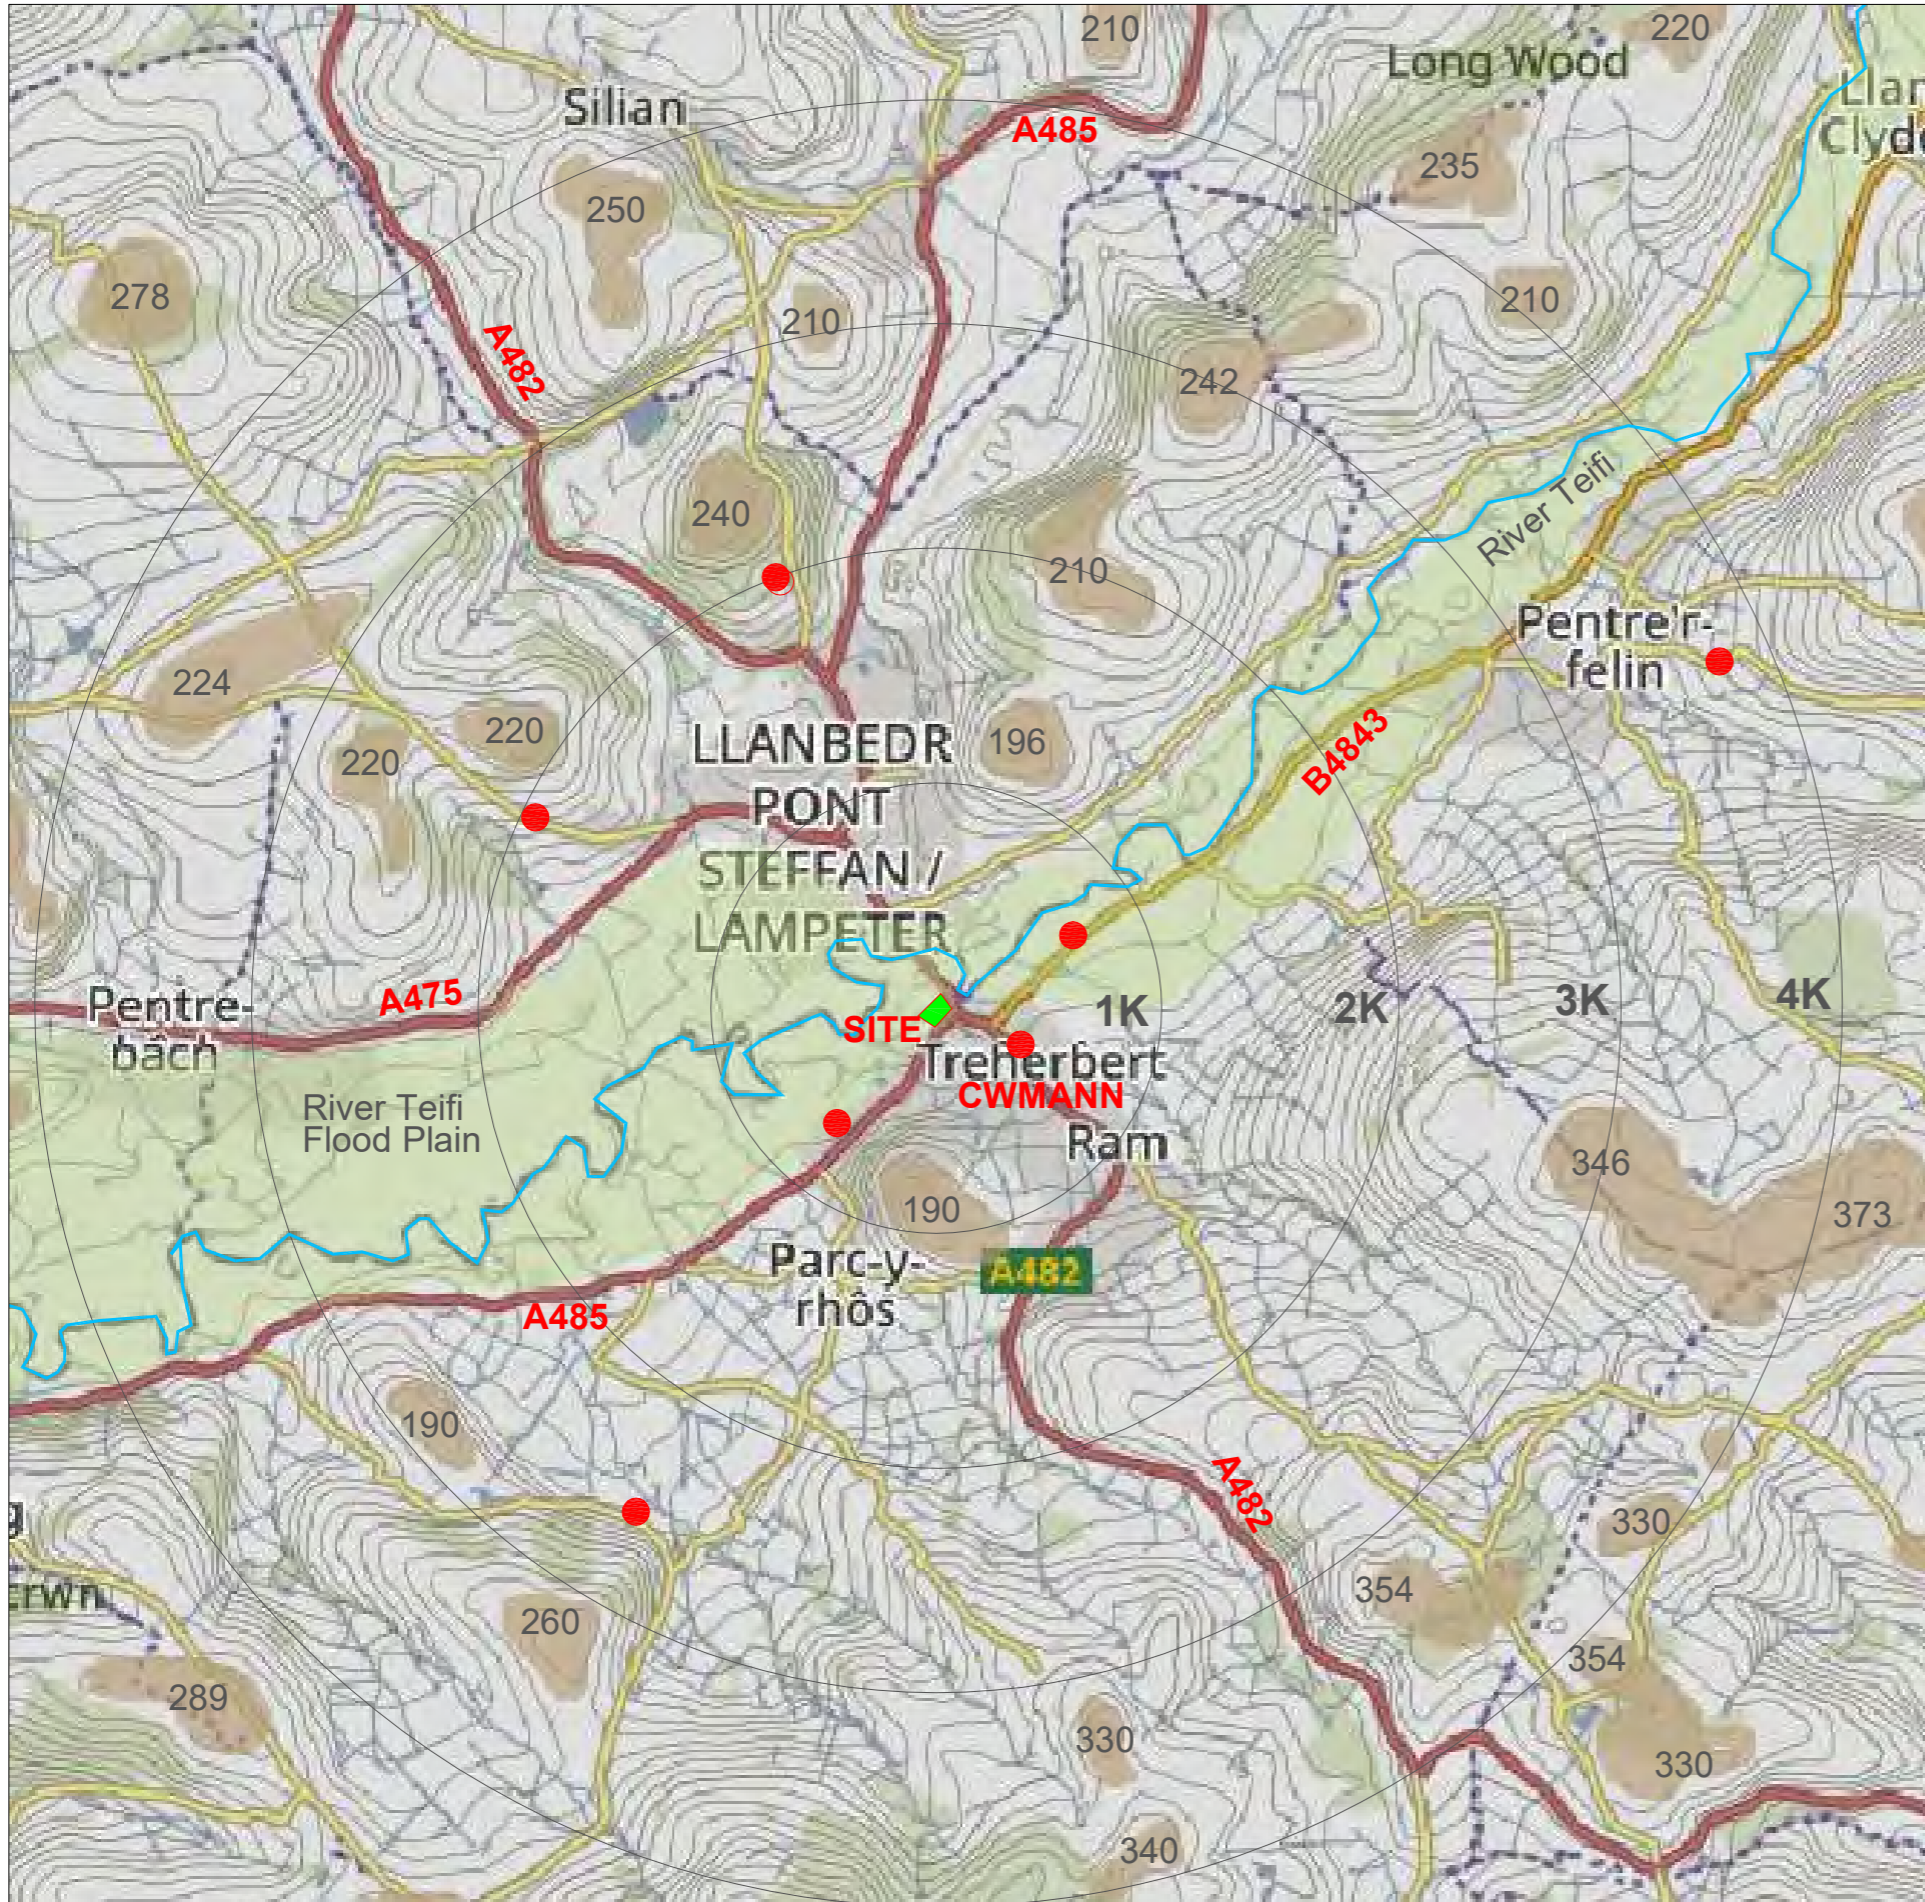 210
220
Long Wood
Silian
A485
Llan
Clyd
235
250
278
210
210
A482
242
240
River Teifi
210
Pentre'r-
felin
224
220
220
LLANBEDR
PONT
STEFFAN /
LAMPETER
196
B4843
A475
Pentre-
bach
SITE
1K
2K
3K
4K
Treherbert
CWMANN
River Teifi
Flood Plain
Ram
346
373
190
Parc-y-
rhôs
A482
A485
190
A482
g
330
erwn
354
260
354
289
330
330
340